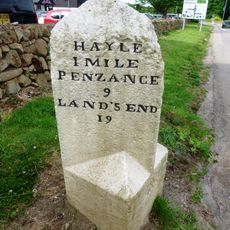 HAYLE
1 MILE
PENZANCE
9
LAND'S END
19